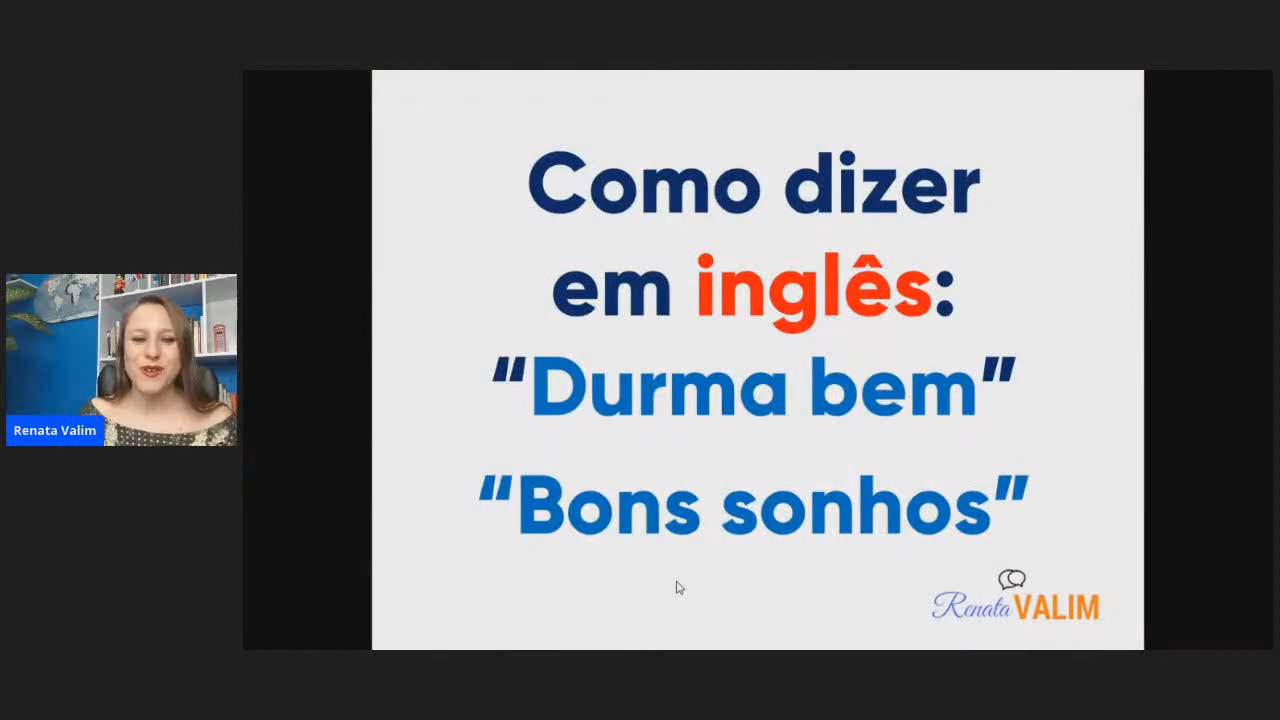 Como dizer
em inglês:
“Durma bem”
“Bons sonhos”
Renata VALIM
Renata Valim